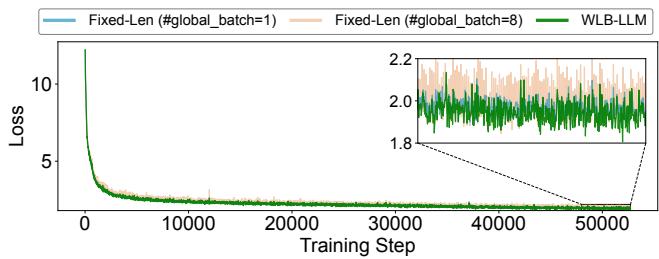 Fixed-Len (#global_batch=1) Fixed-Len (#global_batch=8) WLB-LLM
2.2
10
2.0
Loss
5
1.8
0 10000 20000 30000 40000 50000
Training Step